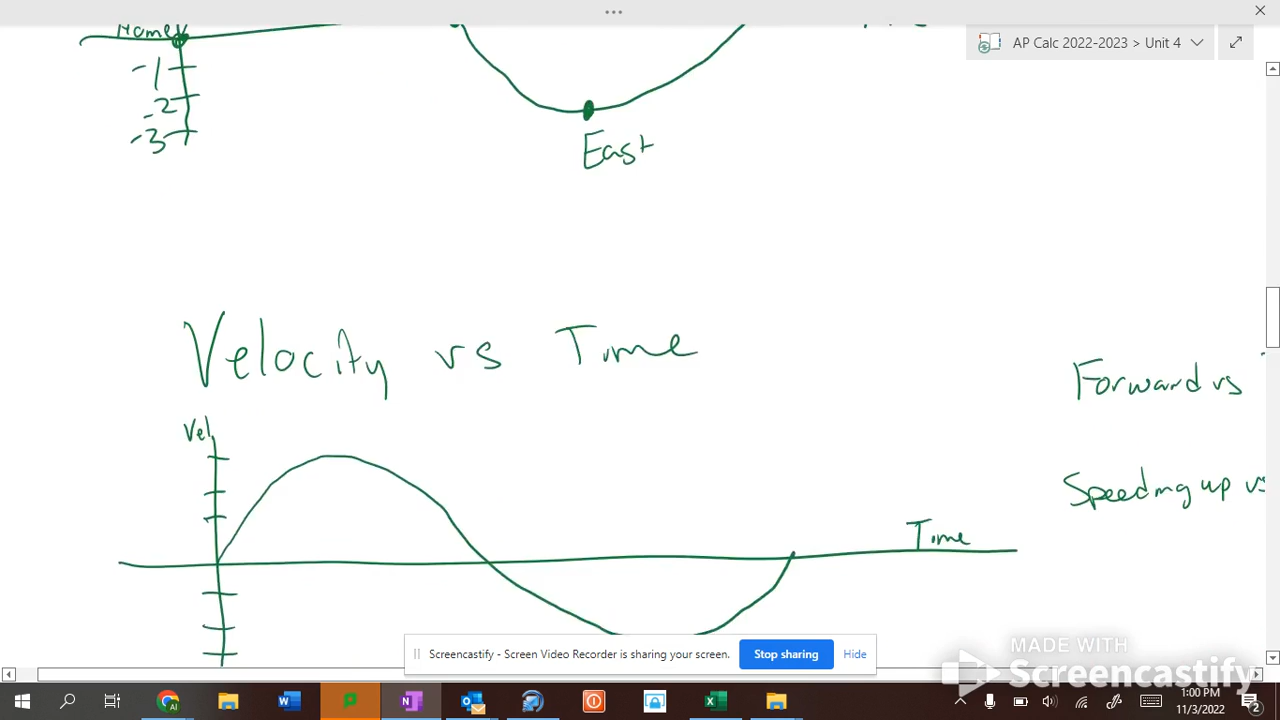 Home
AP Calc 2022-2023 > Unit 4
-1
-2
-3
East
Velocity vs Time
Forward vs
Vel
Speeding up vs
Time
Screencastify - Screen Video Recorder is sharing your screen.
Stop sharing
Hide
MADE WITH
Screencastify
1:00 PM
11/3/2022
2